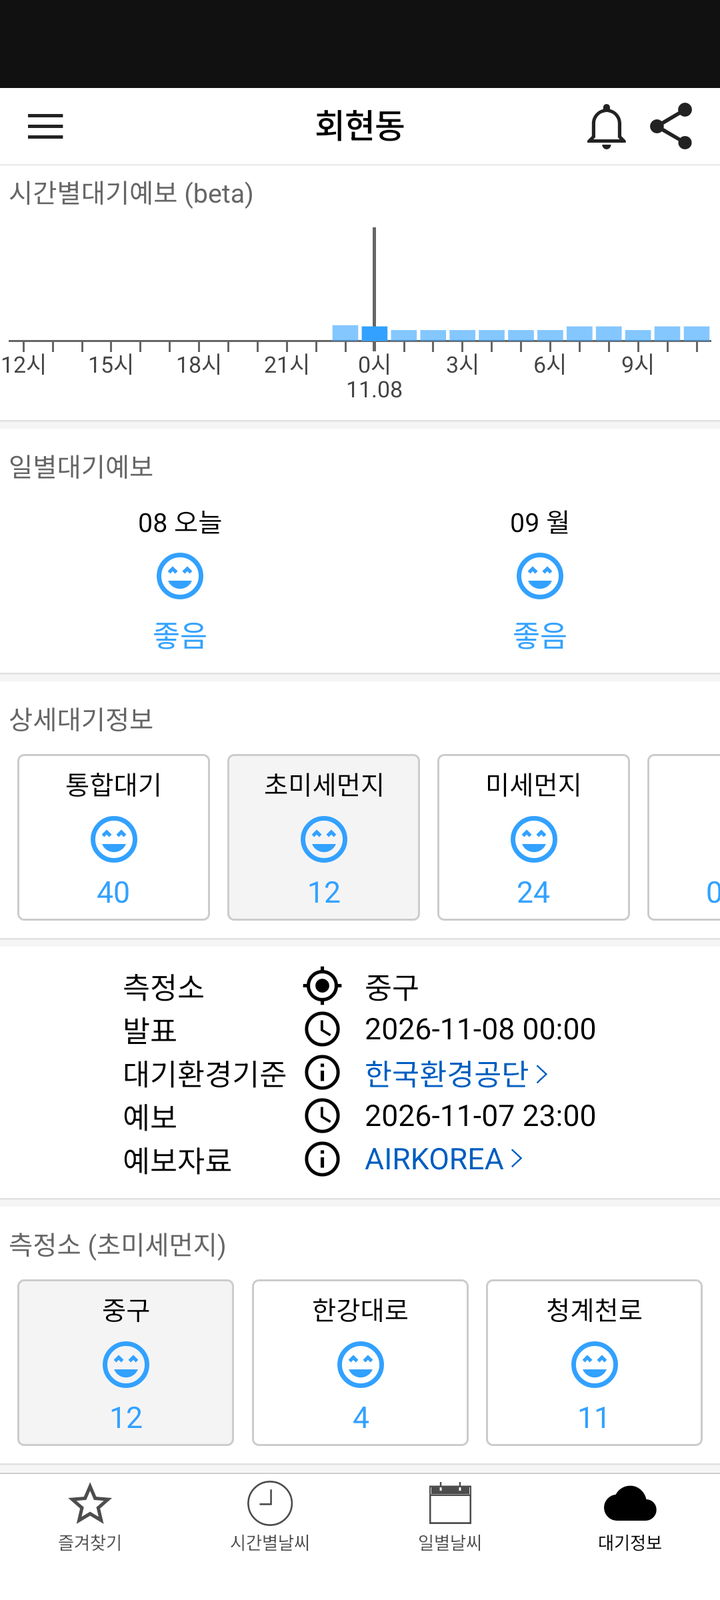 회현동
시간별대기예보 (beta)
12시 15시 18시 21시 0시 3시 6시 9시
11.08
일별대기예보
08 오늘 09 월
좋음 좋음
상세대기정보
통합대기 초미세먼지 미세먼지
40 12 24 0
측정소 중구
발표 2026-11-08 00:00
대기환경기준 한국환경공단 >
예보 2026-11-07 23:00
예보자료 AIRKOREA >
측정소 (초미세먼지)
중구 한강대로 청계천로
12 4 11
즐겨찾기 시간별날씨 일별날씨 대기정보